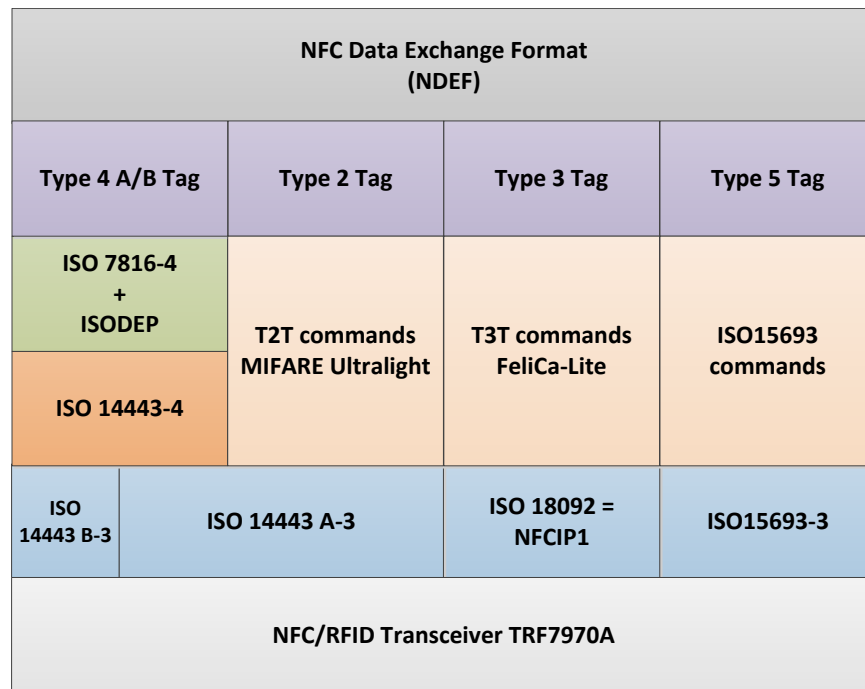 NFC Data Exchange Format
(NDEF)
Type 4 A/B Tag
Type 2 Tag
Type 3 Tag
Type 5 Tag
ISO 7816-4
+
ISODEP
ISO 14443-4
T2T commands
MIFARE Ultralight
T3T commands
FeliCa-Lite
ISO15693
commands
ISO
14443 B-3
ISO 14443 A-3
ISO 18092 =
NFCIP1
ISO15693-3
NFC/RFID Transceiver TRF7970A